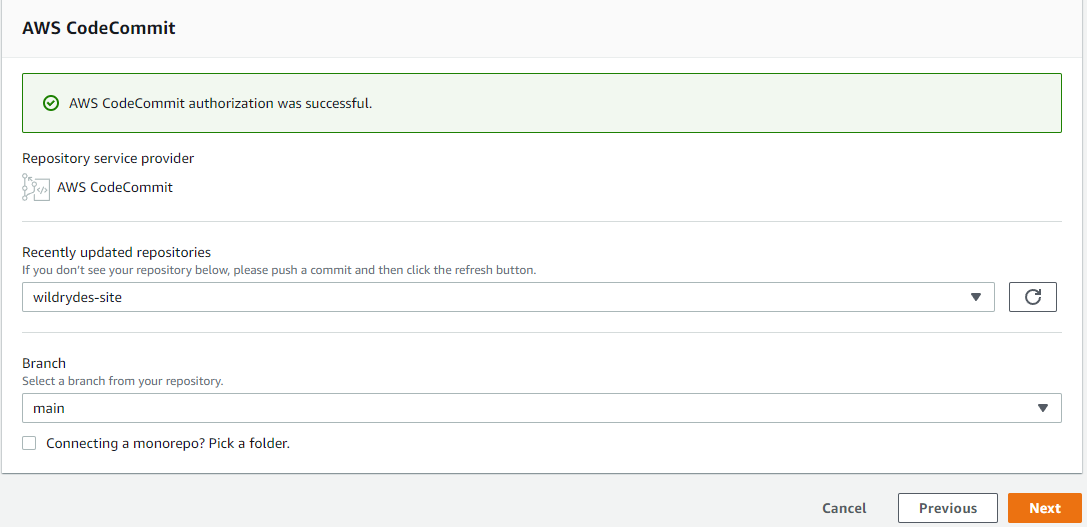 AWS CodeCommit
AWS CodeCommit authorization was successful.
Repository service provider
AWS CodeCommit
Recently updated repositories
If you don't see your repository below, please push a commit and then click the refresh button.
wildrydes-site
Branch
Select a branch from your repository.
main
Connecting a monorepo? Pick a folder.
Cancel Previous Next